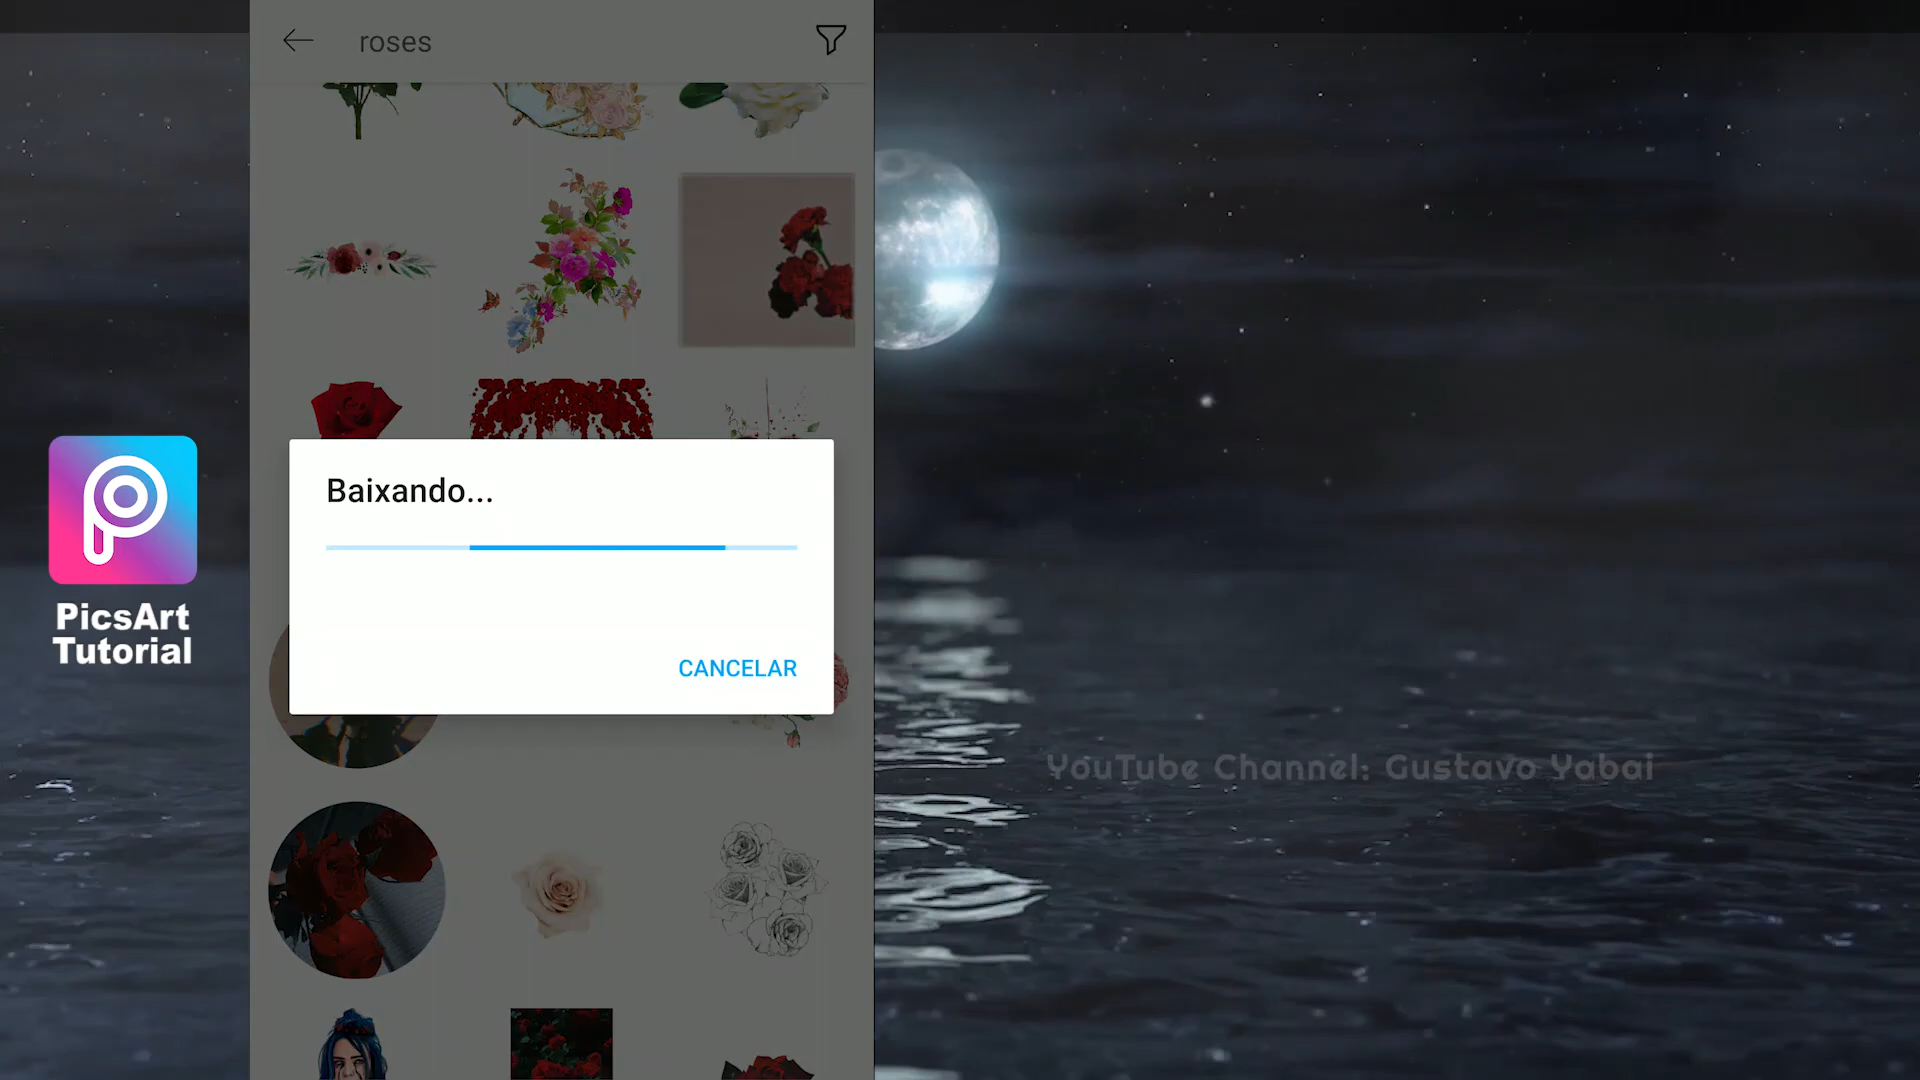 roses
Baixando...
CANCELAR
PicsArt
Tutorial
YouTube Channel: Gustavo Yabai